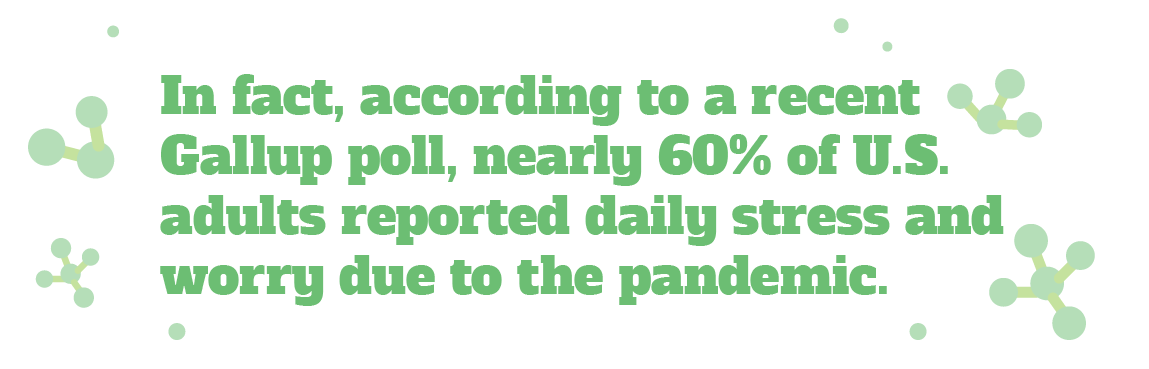 In fact, according to a recent
Gallup poll, nearly 60% of U.S.
adults reported daily stress and
worry due to the pandemic.